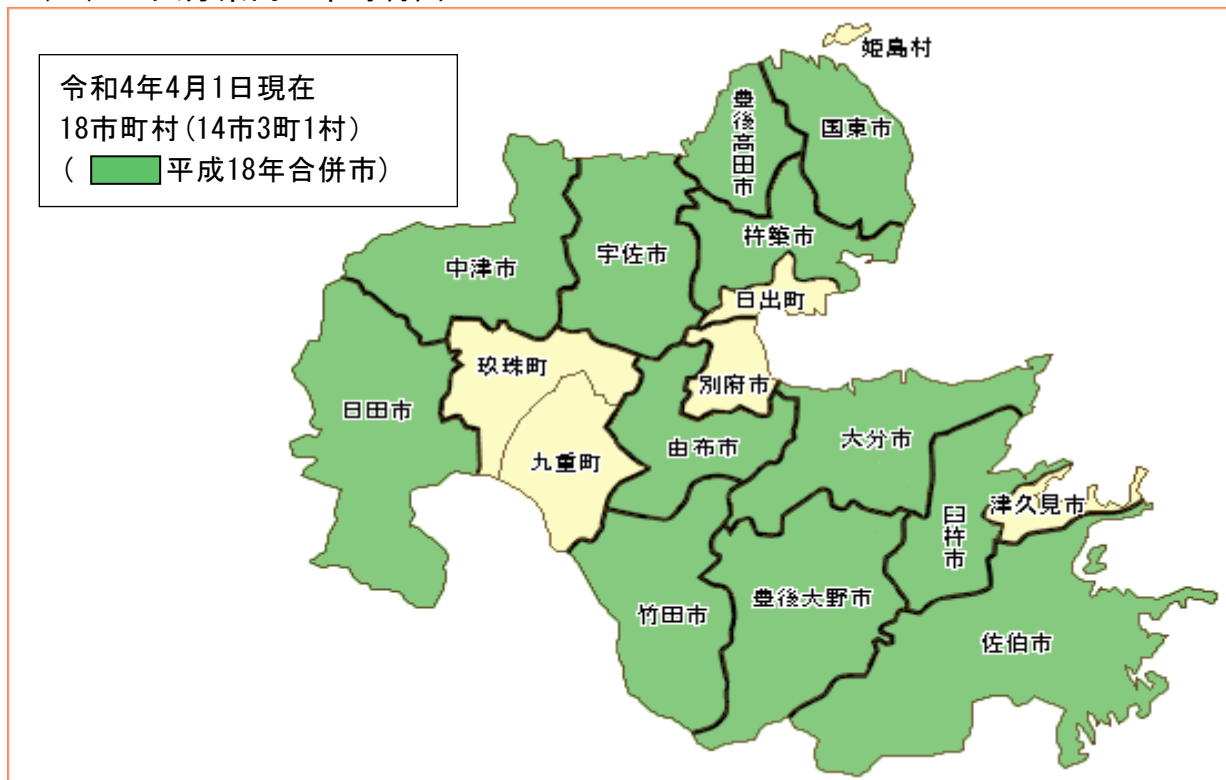 令和4年4月1日現在
18市町村(14市3町1村)
( 平成18年合併市)
姫島村
豊後高田市
国東市
杵築市
宇佐市
中津市
日出町
玖珠町
別府市
日田市
大分市
由布市
九重町
津久見市
臼杵市
豊後大野市
竹田市
佐伯市